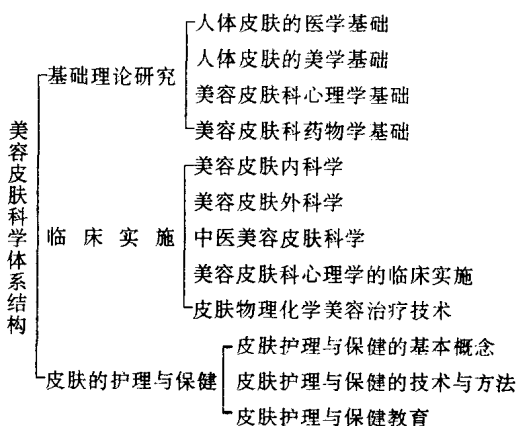 美容皮肤科学体系结构
基础理论研究
人体皮肤的医学基础
人体皮肤的美学基础
美容皮肤科心理学基础
美容皮肤科药物学基础
临床实施
美容皮肤内科学
美容皮肤外科学
中医美容皮肤科学
美容皮肤科心理学的临床实施
皮肤物理化学美容治疗技术
皮肤的护理与保健
皮肤护理与保健的基本概念
皮肤护理与保健的技术与方法
皮肤护理与保健教育